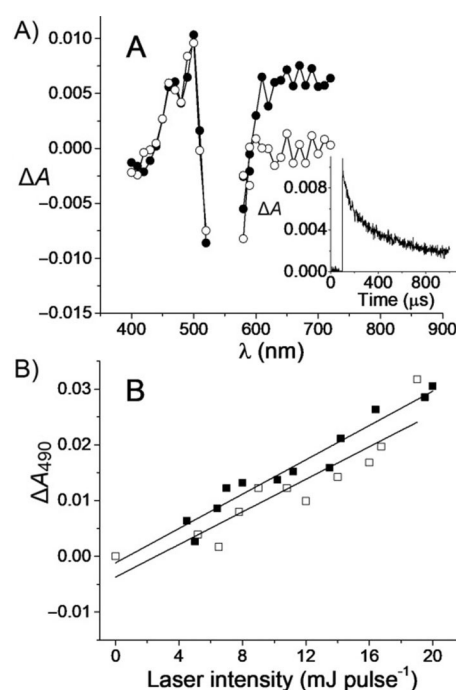 A)
A
0.010
0.005
0.000
ΔA
−0.005
−0.010
−0.015
400 500 600 700 800 900
λ (nm)
ΔA
0.008
0.004
0.000
0 400 800
Time (μs)
B)
B
0.03
0.02
ΔA490
0.01
0.00
−0.01
0 4 8 12 16 20
Laser intensity (mJ pulse⁻¹)